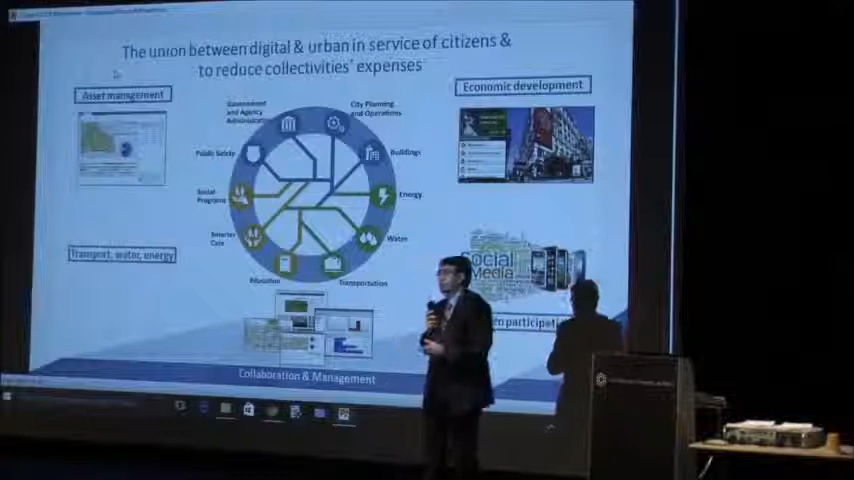 The union between digital & urban in service of citizens &
to reduce collectivities' expenses
Asset management
Economic development
Government
and Agency
Administration
City Planning
and Operations
Public Safety
Buildings
Social
Programs
Energy
Smarter
Care
Water
Education
Transportation
Transport, water, energy
Social
Media
en participati
Collaboration & Management